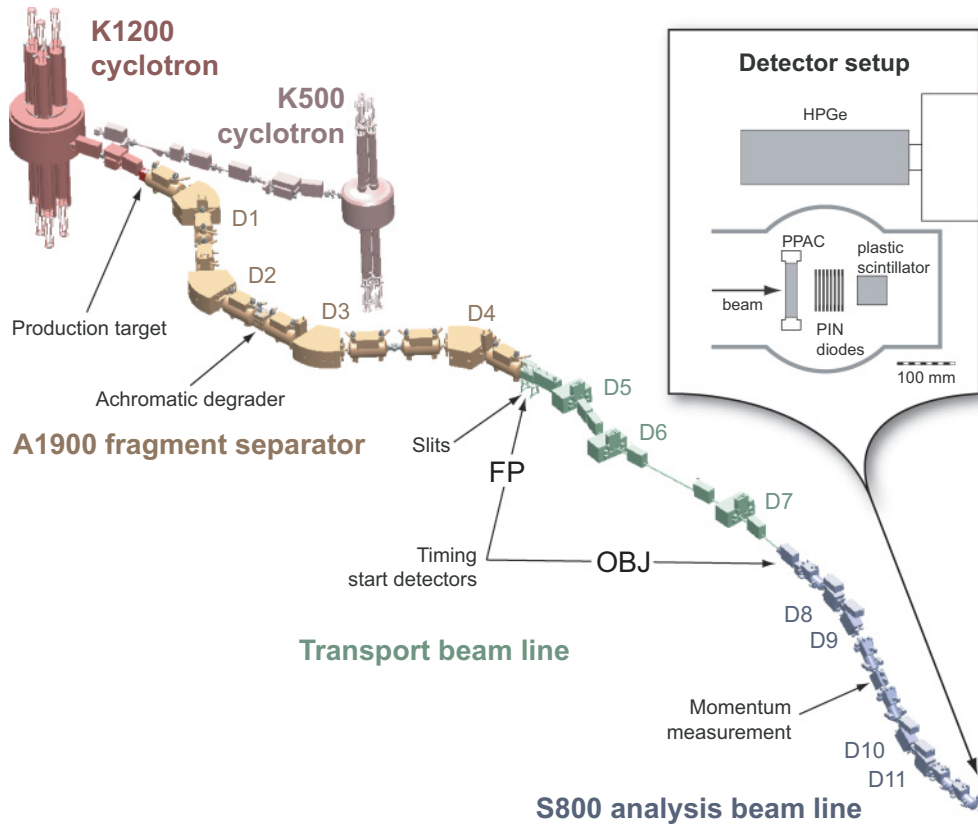 K1200
cyclotron
K500
cyclotron
Detector setup
HPGe
D1
PPAC
plastic
scintillator
D2
beam
Production target
D3
D4
PIN
diodes
100 mm
Achromatic degrader
D5
A1900 fragment separator
Slits
D6
FP
D7
Timing
start detectors
OBJ
D8
D9
Transport beam line
Momentum
measurement
D10
D11
S800 analysis beam line